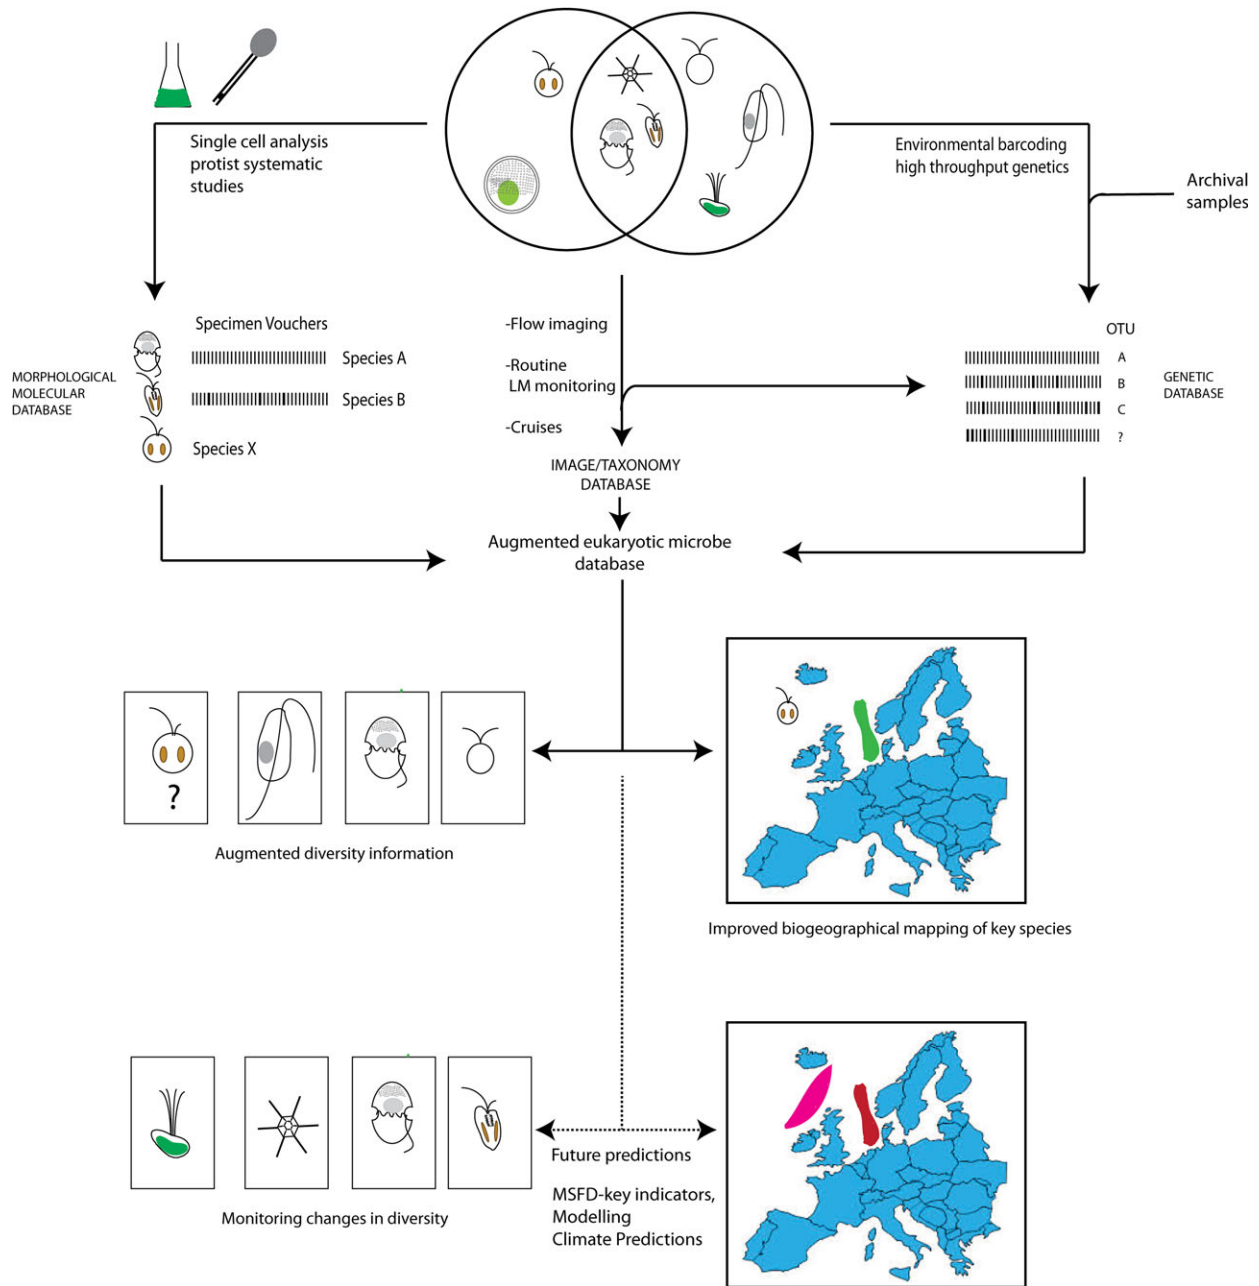 Single cell analysis
protist systematic
studies
Environmental barcoding
high throughput genetics
Archival
samples
Specimen Vouchers
Species A
Species B
Species X
MORPHOLOGICAL
MOLECULAR
DATABASE
-Flow imaging
-Routine
LM monitoring
-Cruises
IMAGE/TAXONOMY
DATABASE
OTU
A
B
C
?
GENETIC
DATABASE
Augmented eukaryotic microbe
database
?
Augmented diversity information
Improved biogeographical mapping of key species
Monitoring changes in diversity
Future predictions
MSFD-key indicators,
Modelling
Climate Predictions